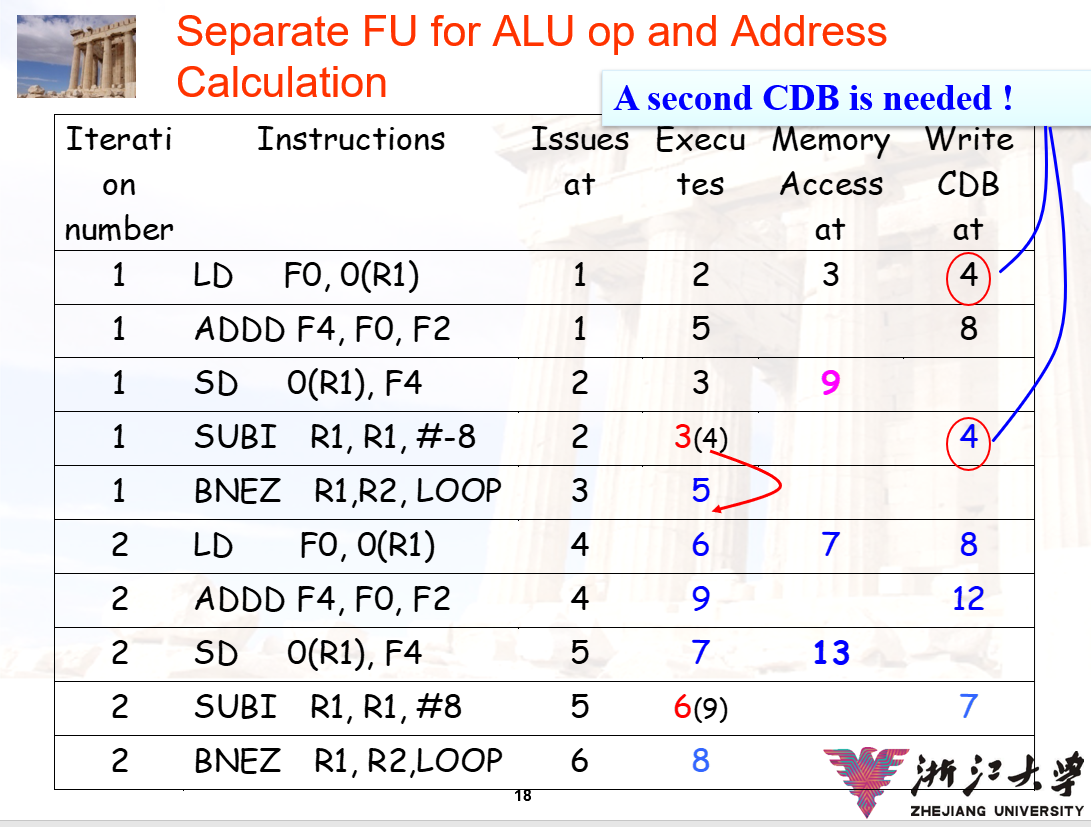 Separate FU for ALU op and Address
Calculation
A second CDB is needed !
Iterati Instructions Issues Execu Memory Write
on at tes Access CDB
number at at
1 LD F0, 0(R1) 1 2 3 4
1 ADDD F4, F0, F2 1 5 8
1 SD 0(R1), F4 2 3 9
1 SUBI R1, R1, #-8 2 3(4) 4
1 BNEZ R1,R2, LOOP 3 5
2 LD F0, 0(R1) 4 6 7 8
2 ADDD F4, F0, F2 4 9 12
2 SD 0(R1), F4 5 7 13
2 SUBI R1, R1, #8 5 6(9) 7
2 BNEZ R1, R2,LOOP 6 8
18
浙江大学
ZHEJIANG UNIVERSITY